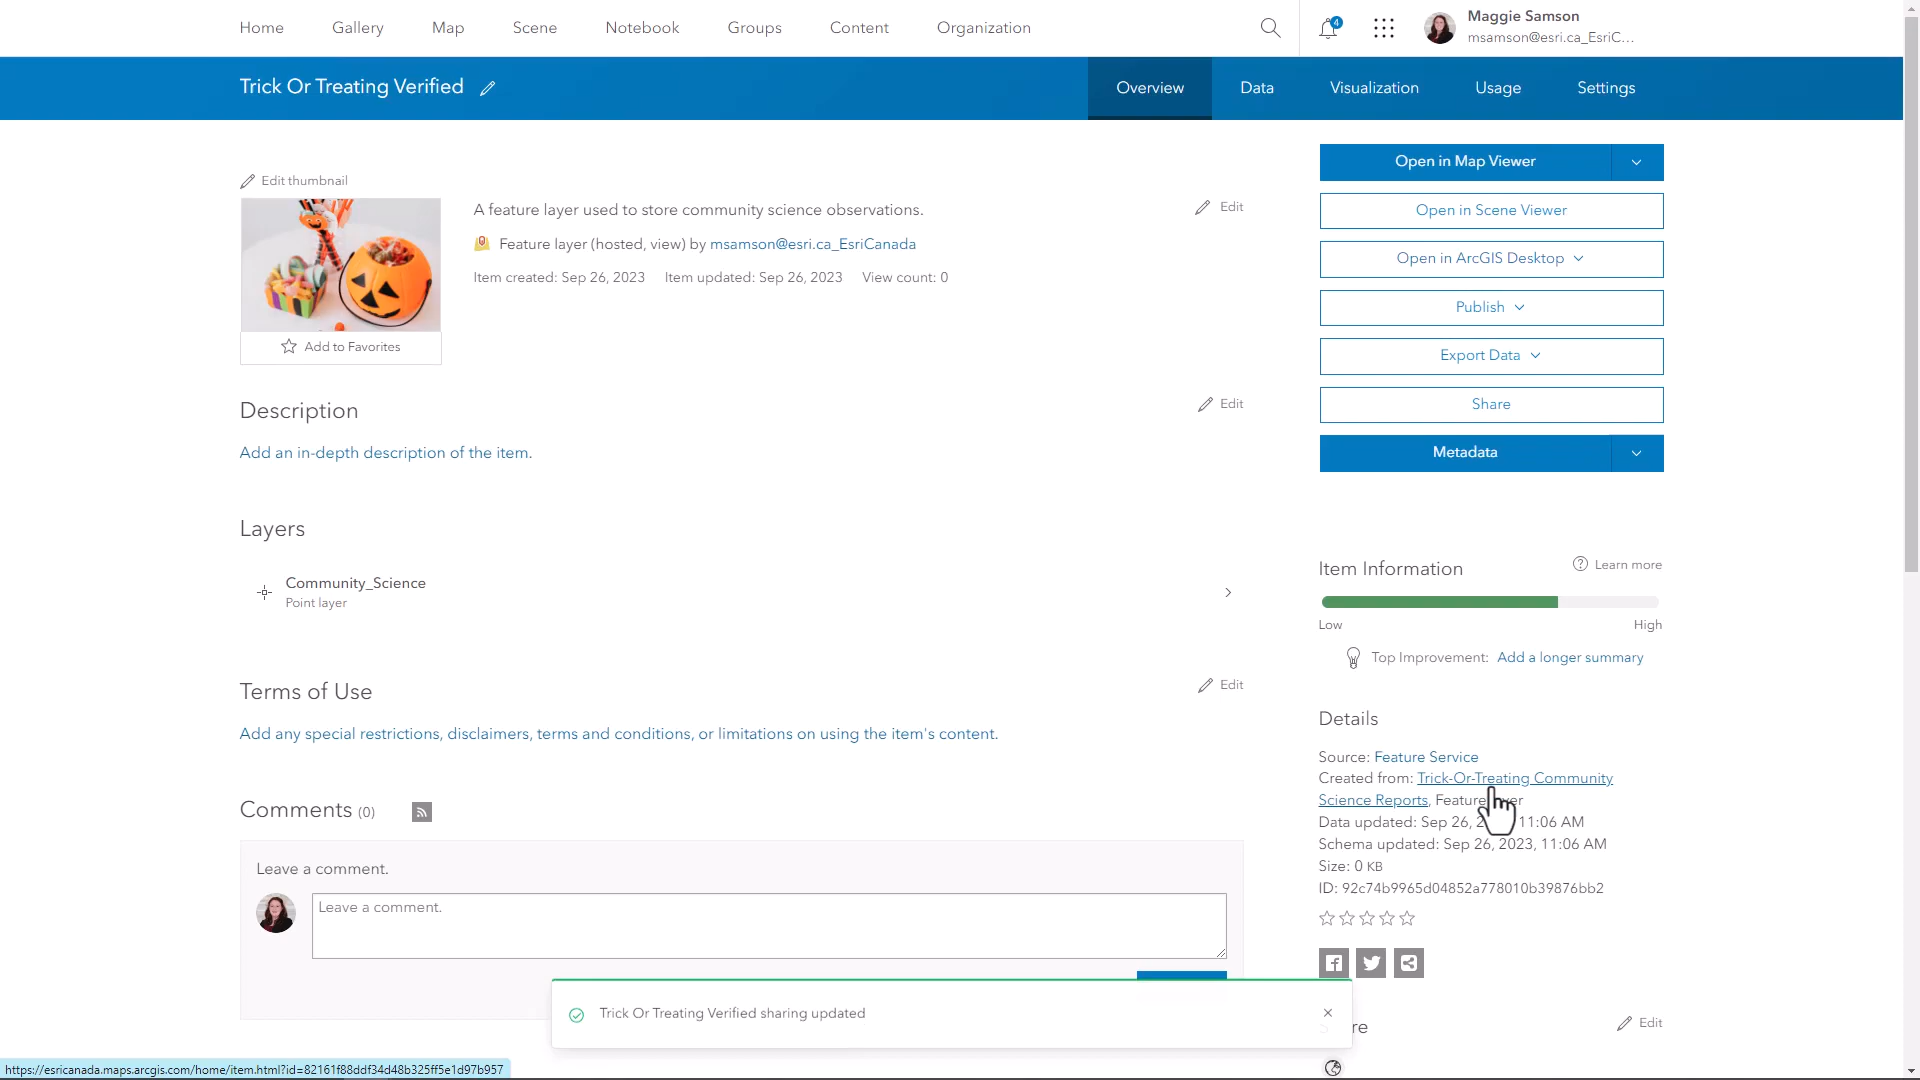 Home Gallery Map Scene Notebook Groups Content Organization
4
Maggie Samson
msamson@esri.ca_EsriC...
Trick Or Treating Verified
Overview Data Visualization Usage Settings
Edit thumbnail
Add to Favorites
A feature layer used to store community science observations.
Edit
Feature layer (hosted, view) by msamson@esri.ca_EsriCanada
Item created: Sep 26, 2023 Item updated: Sep 26, 2023 View count: 0
Description
Edit
Add an in-depth description of the item.
Layers
Community_Science
Point layer
Terms of Use
Edit
Add any special restrictions, disclaimers, terms and conditions, or limitations on using the item's content.
Comments (0)
Leave a comment.
Leave a comment.
Open in Map Viewer
Open in Scene Viewer
Open in ArcGIS Desktop
Publish
Export Data
Share
Metadata
Item Information
Learn more
Low High
Top Improvement: Add a longer summary
Details
Source: Feature Service
Created from: Trick-Or-Treating Community
Science Reports, Feature
Data updated: Sep 26, 11:06 AM
Schema updated: Sep 26, 2023, 11:06 AM
Size: 0 KB
ID: 92c74b9965d04852a778010b39876bb2
Edit
Trick Or Treating Verified sharing updated
https://esricanada.maps.arcgis.com/home/item.html?id=82161f88ddf34d48b325ff5e1d97b957